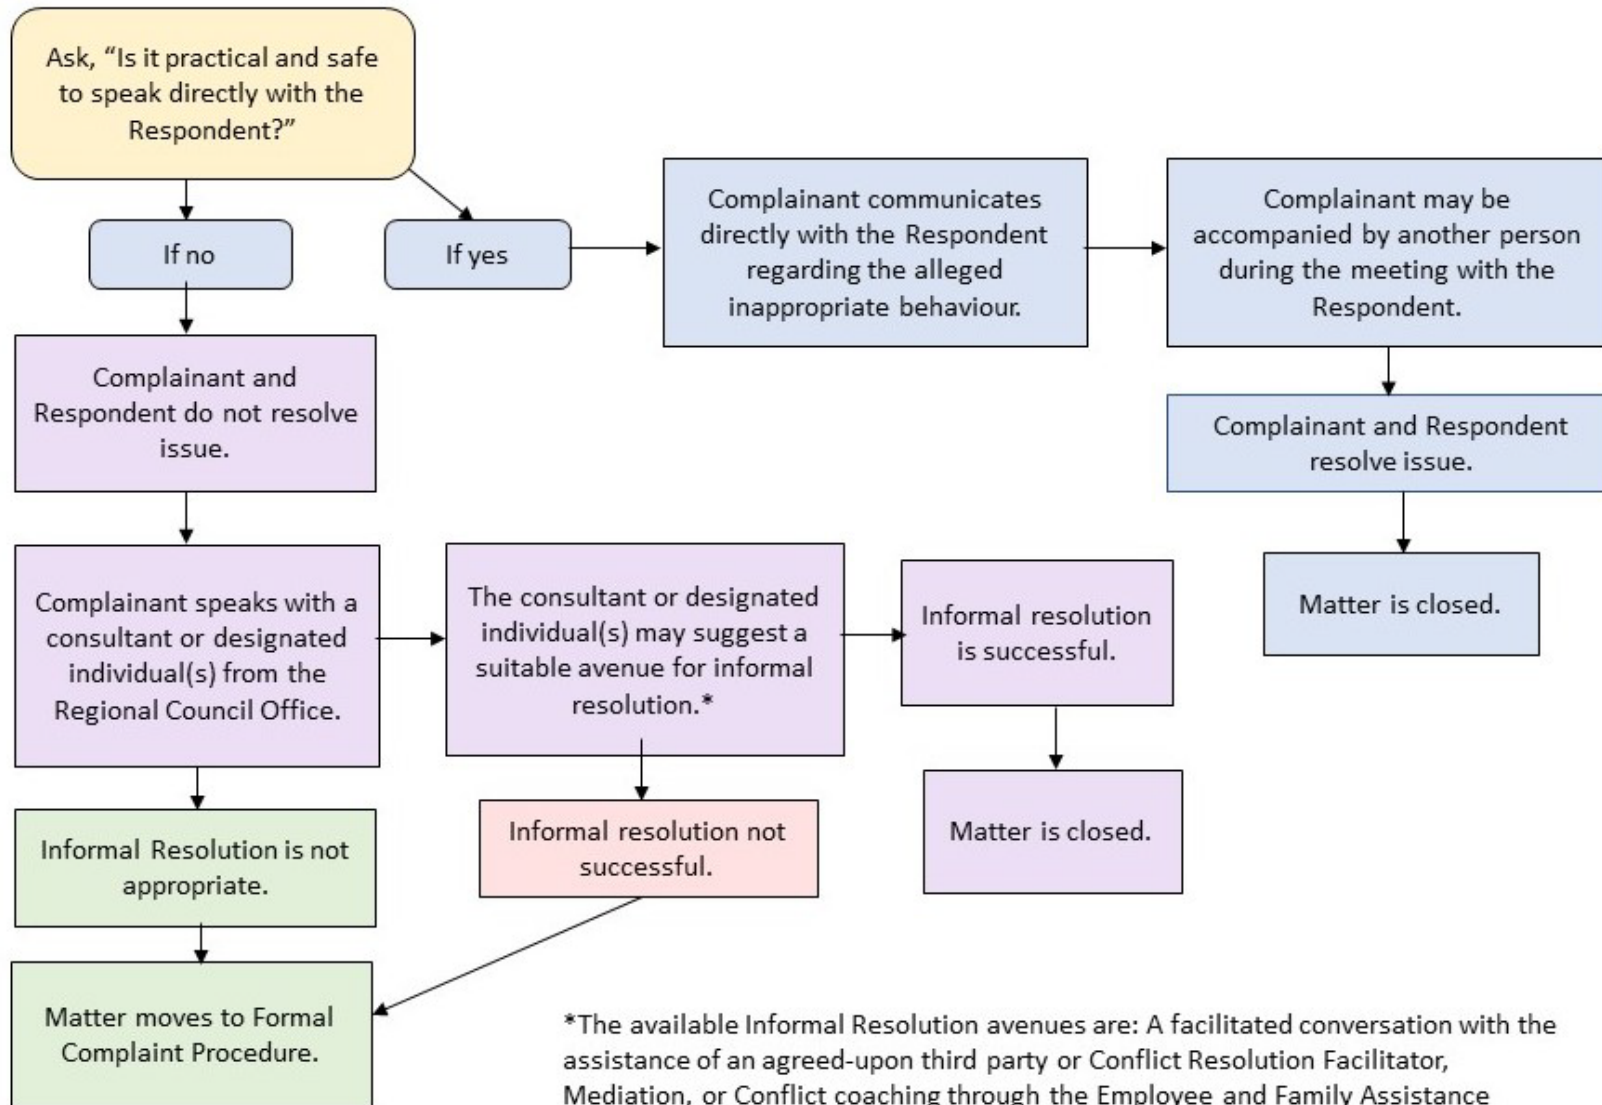 Ask, “Is it practical and safe
to speak directly with the
Respondent?”
If no
If yes
Complainant communicates
directly with the Respondent
regarding the alleged
inappropriate behaviour.
Complainant may be
accompanied by another person
during the meeting with the
Respondent.
Complainant and
Respondent do not resolve
issue.
Complainant and Respondent
resolve issue.
Matter is closed.
Complainant speaks with a
consultant or designated
individual(s) from the
Regional Council Office.
The consultant or designated
individual(s) may suggest a
suitable avenue for informal
resolution.*
Informal resolution
is successful.
Matter is closed.
Informal Resolution is not
appropriate.
Informal resolution not
successful.
Matter moves to Formal
Complaint Procedure.
*The available Informal Resolution avenues are: A facilitated conversation with the
assistance of an agreed-upon third party or Conflict Resolution Facilitator,
Mediation, or Conflict coaching through the Employee and Family Assistance